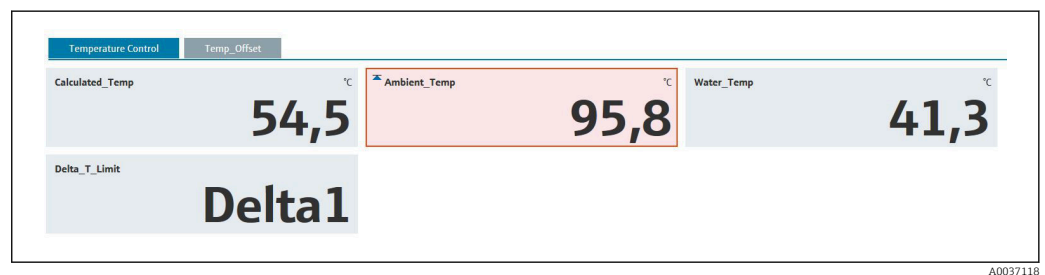 Temperature Control Temp_Offset
Calculated_Temp °C Ambient_Temp °C Water_Temp °C
54,5 95,8 41,3
Delta_T_Limit
Delta1
A0037118